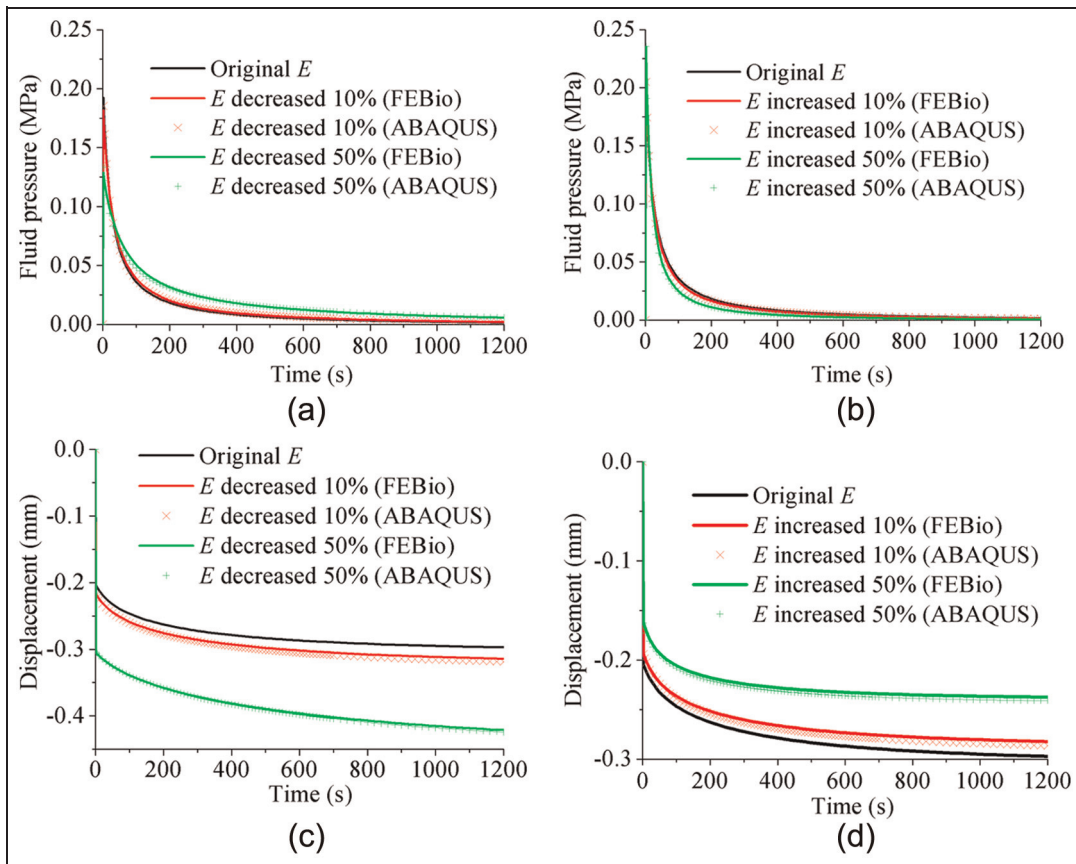 0.25
0.20
0.15
0.10
0.05
0.00
Fluid pressure (MPa)
Original E
E decreased 10% (FEBio)
E decreased 10% (ABAQUS)
E decreased 50% (FEBio)
E decreased 50% (ABAQUS)
0 200 400 600 800 1000 1200
Time (s)
(a)
0.25
0.20
0.15
0.10
0.05
0.00
Fluid pressure (MPa)
Original E
E increased 10% (FEBio)
E increased 10% (ABAQUS)
E increased 50% (FEBio)
E increased 50% (ABAQUS)
0 200 400 600 800 1000 1200
Time (s)
(b)
0.0
-0.1
-0.2
-0.3
-0.4
Displacement (mm)
Original E
E decreased 10% (FEBio)
E decreased 10% (ABAQUS)
E decreased 50% (FEBio)
E decreased 50% (ABAQUS)
0 200 400 600 800 1000 1200
Time (s)
(c)
0.0
-0.1
-0.2
-0.3
Displacement (mm)
Original E
E increased 10% (FEBio)
E increased 10% (ABAQUS)
E increased 50% (FEBio)
E increased 50% (ABAQUS)
0 200 400 600 800 1000 1200
Time (s)
(d)